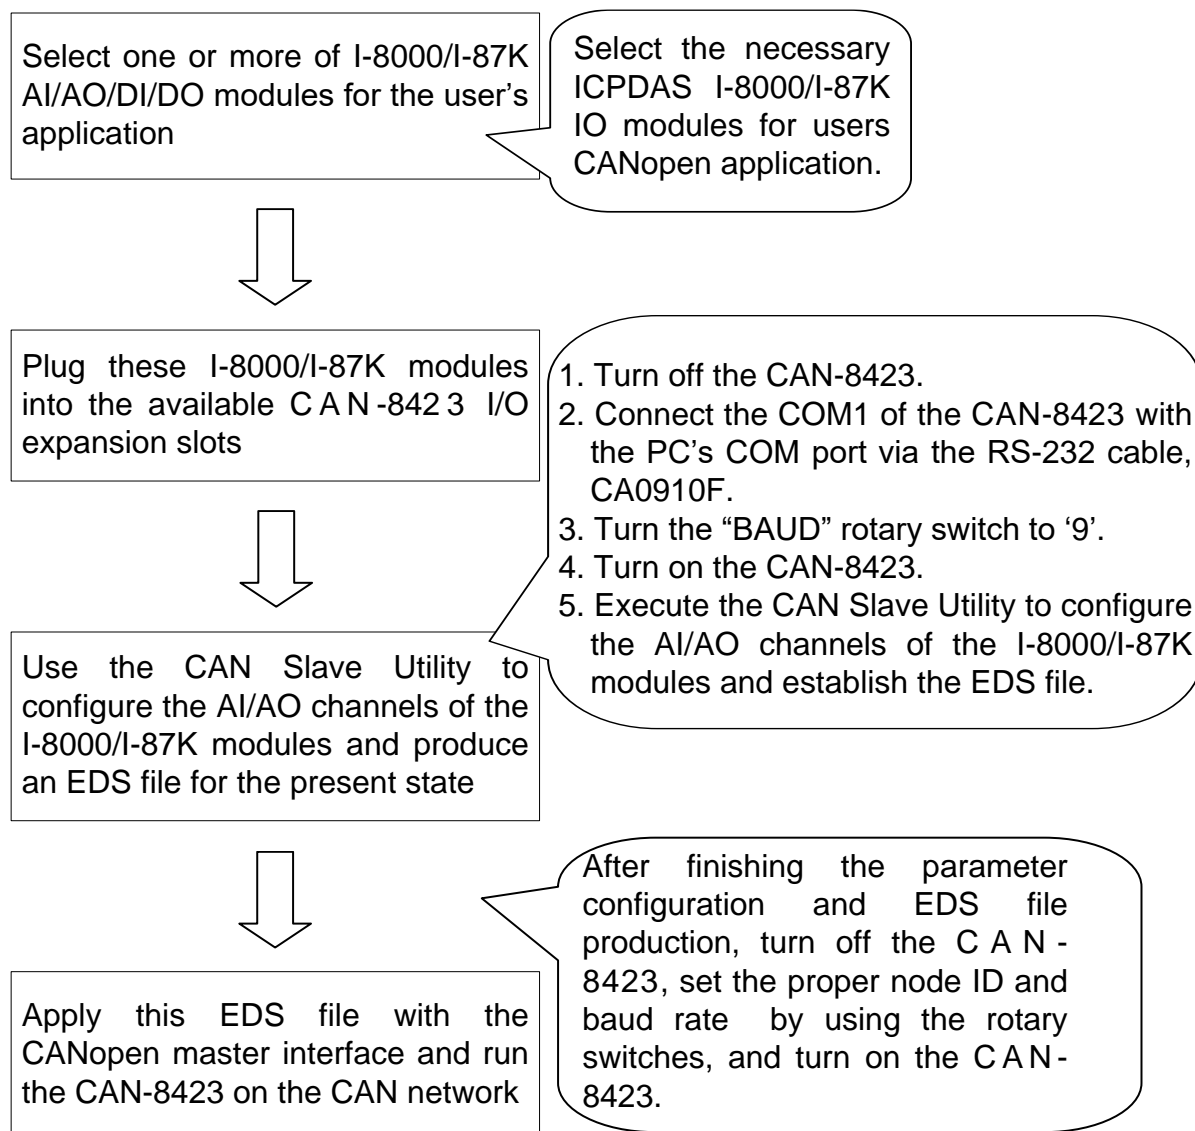 Select one or more of I-8000/I-87K
AI/AO/DI/DO modules for the user’s
application
Select the necessary
ICPDAS I-8000/I-87K
IO modules for users
CANopen application.
Plug these I-8000/I-87K modules
into the available CAN-8423 I/O
expansion slots
1. Turn off the CAN-8423.
2. Connect the COM1 of the CAN-8423 with
the PC’s COM port via the RS-232 cable,
CA0910F.
3. Turn the “BAUD” rotary switch to ‘9’.
4. Turn on the CAN-8423.
5. Execute the CAN Slave Utility to configure
the AI/AO channels of the I-8000/I-87K
modules and establish the EDS file.
Use the CAN Slave Utility to
configure the AI/AO channels of the
I-8000/I-87K modules and produce
an EDS file for the present state
After finishing the parameter
configuration and EDS file
production, turn off the CAN-
8423, set the proper node ID and
baud rate by using the rotary
switches, and turn on the CAN-
8423.
Apply this EDS file with the
CANopen master interface and run
the CAN-8423 on the CAN network